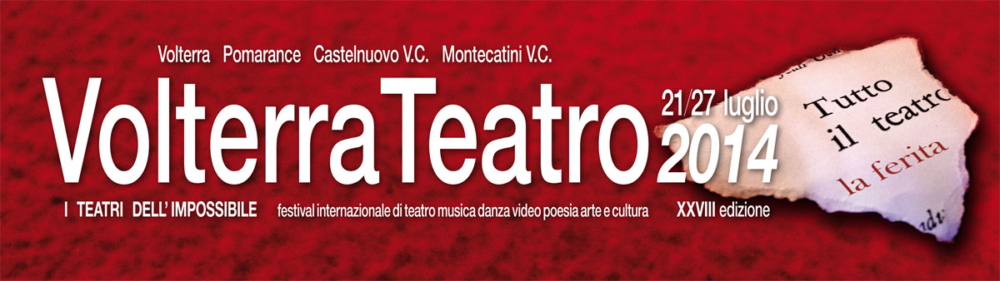 Volterra Pomarance Castelnuovo V.C. Montecatini V.C.
VolterraTeatro
21/27 luglio
2014
I TEATRI DELL'IMPOSSIBILE festival internazionale di teatro musica danza video poesia arte e cultura XXVIII edizione
Tutto
il teatro
la ferita